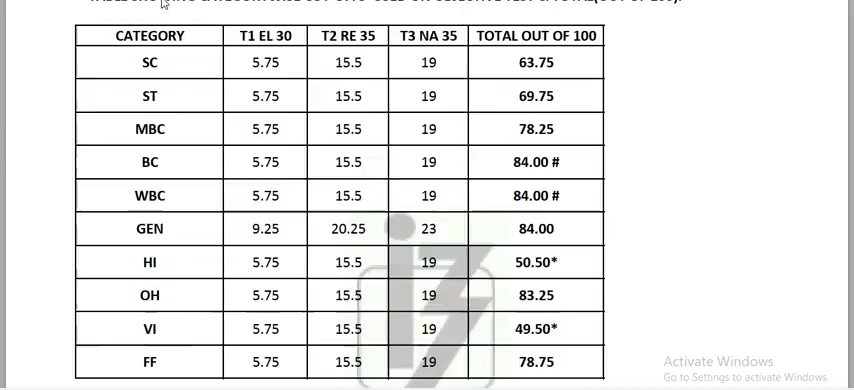 CATEGORY T1 EL 30 T2 RE 35 T3 NA 35 TOTAL OUT OF 100
SC 5.75 15.5 19 63.75
ST 5.75 15.5 19 69.75
MBC 5.75 15.5 19 78.25
BC 5.75 15.5 19 84.00 #
WBC 5.75 15.5 19 84.00 #
GEN 9.25 20.25 23 84.00
HI 5.75 15.5 19 50.50*
OH 5.75 15.5 19 83.25
VI 5.75 15.5 19 49.50*
FF 5.75 15.5 19 78.75
Activate Windows
Go to Settings to activate Windows.